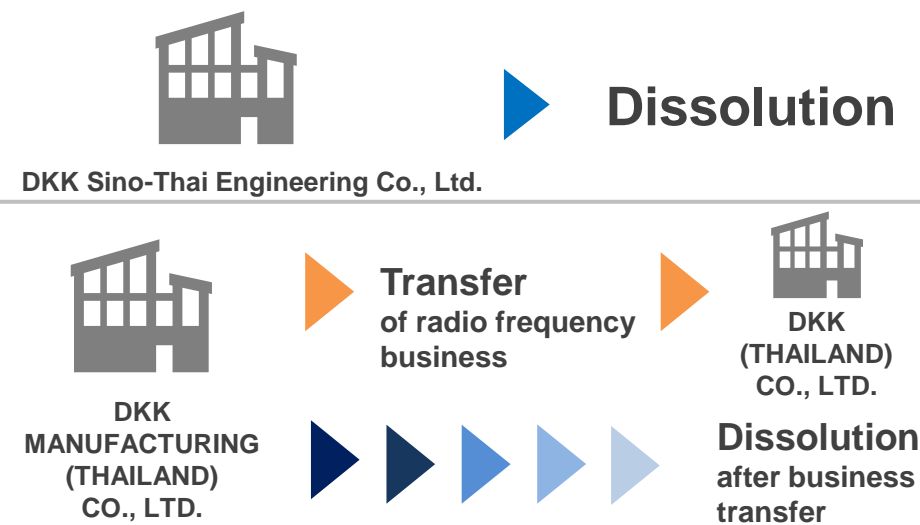 Dissolution
DKK Sino-Thai Engineering Co., Ltd.
Transfer
of radio frequency
business
DKK
(THAILAND)
CO., LTD.
DKK
MANUFACTURING
(THAILAND)
CO., LTD.
Dissolution
after business
transfer